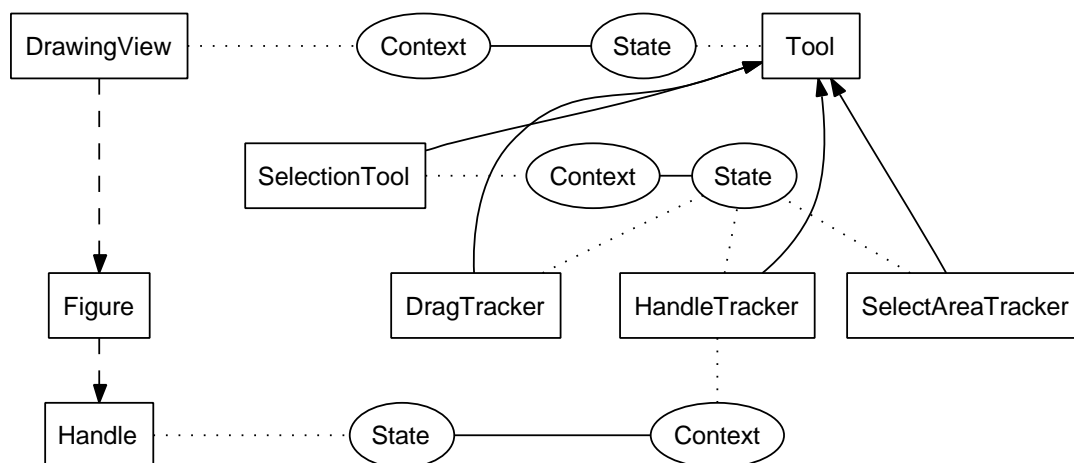 DrawingView
Context
State
Tool
SelectionTool
Context
State
Figure
DragTracker
HandleTracker
SelectAreaTracker
Handle
State
Context